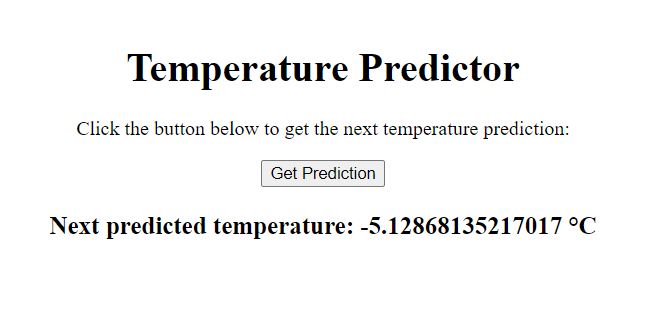 Temperature Predictor
Click the button below to get the next temperature prediction:
Get Prediction
Next predicted temperature: -5.12868135217017 °C